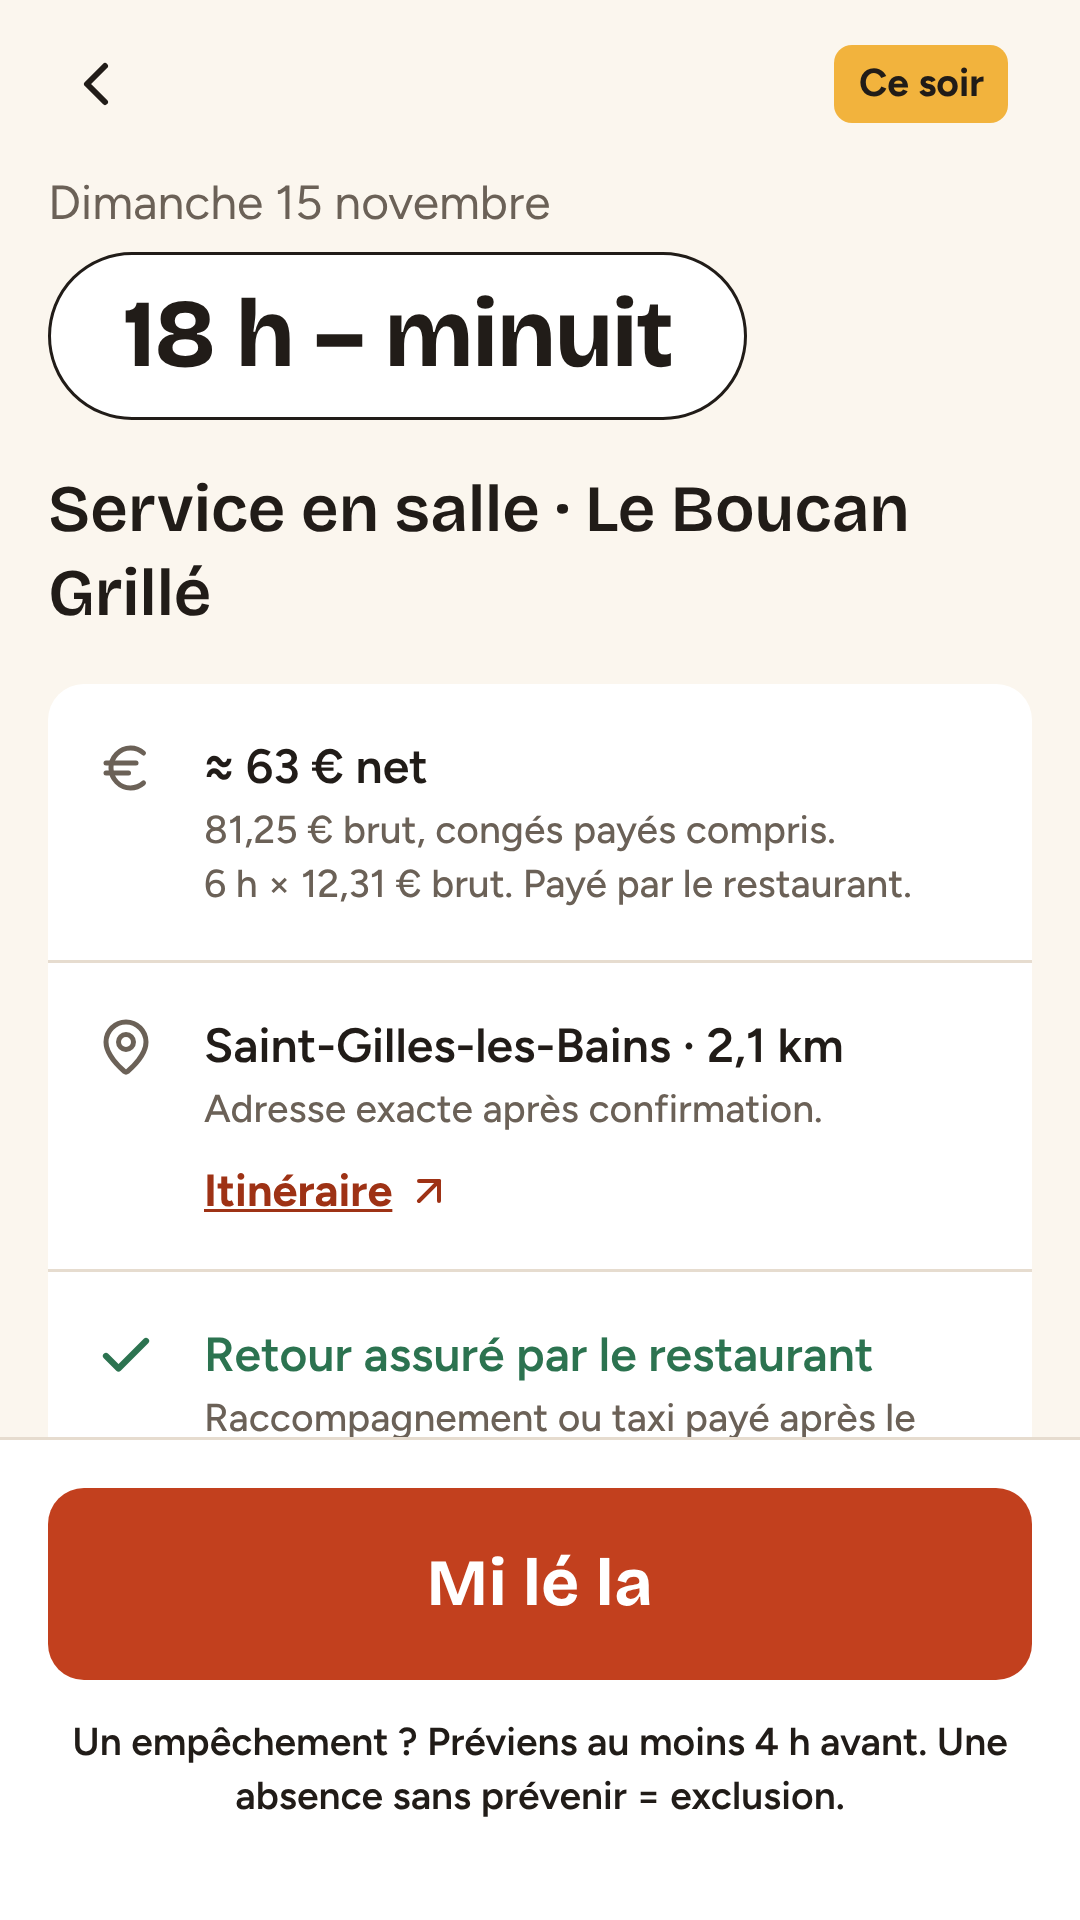 Ce soir
Dimanche 15 novembre
18 h – minuit
Service en salle · Le Boucan
Grillé
≈ 63 € net
81,25 € brut, congés payés compris.
6 h × 12,31 € brut. Payé par le restaurant.
Saint-Gilles-les-Bains · 2,1 km
Adresse exacte après confirmation.
Itinéraire
Retour assuré par le restaurant
Raccompagnement ou taxi payé après le
Mi lé la
Un empêchement ? Préviens au moins 4 h avant. Une
absence sans prévenir = exclusion.